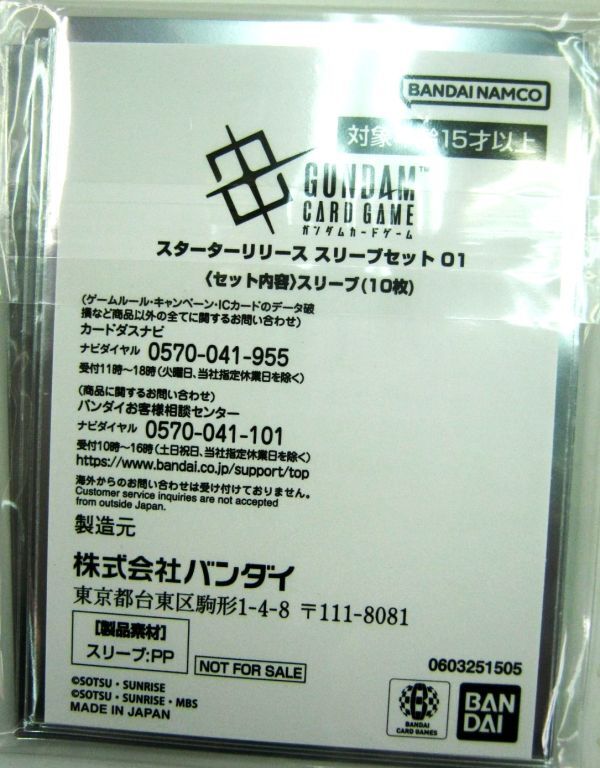 BANDAI NAMCO
対象年齢15才以上
GUNDAM™
CARD GAME
ガンダムカードゲーム
スターターリリース スリーブセット 01
〈セット内容〉スリーブ(10枚)
(ゲームルール・キャンペーン・ICカードのデータ破
損など商品以外の全てに関するお問い合わせ)
カードダスナビ
ナビダイヤル 0570-041-955
受付11時〜18時(火曜日、当社指定休業日を除く)
(商品に関するお問い合わせ)
バンダイお客様相談センター
ナビダイヤル 0570-041-101
受付10時〜16時(土日祝日、当社指定休業日を除く)
https://www.bandai.co.jp/support/top
海外からのお問い合わせは受け付けておりません。
Customer service inquiries are not accepted
from outside Japan.
製造元
株式会社バンダイ
東京都台東区駒形1-4-8 〒111-8081
[製品素材]
スリーブ:PP
NOT FOR SALE
0603251505
©SOTSU・SUNRISE
©SOTSU・SUNRISE・MBS
MADE IN JAPAN
BANDAI
CARD GAMES
BAN
DAI